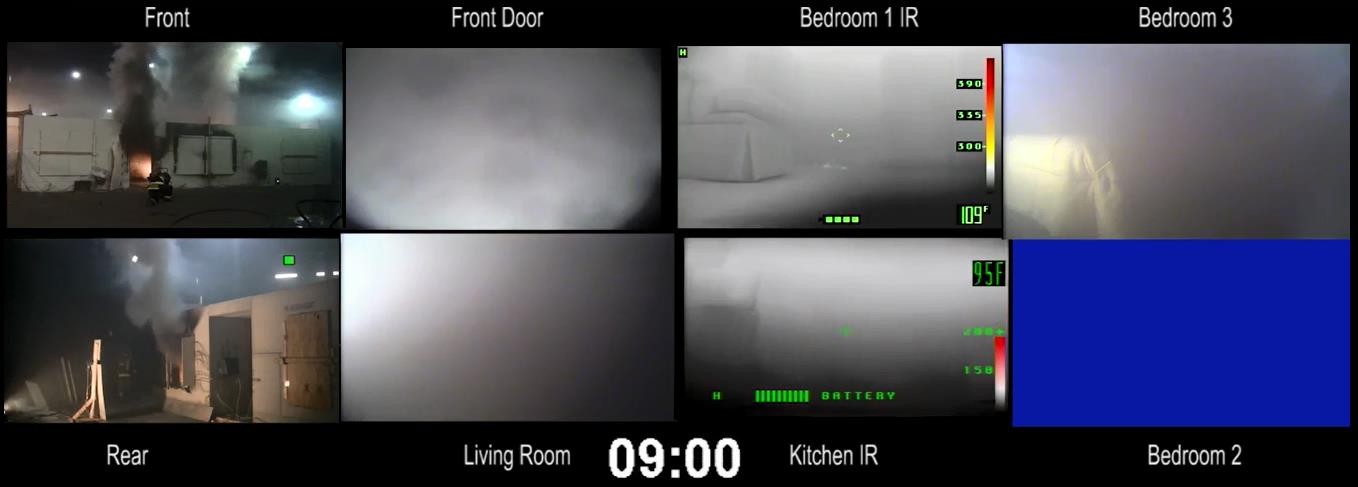 Front
Front Door
Bedroom 1 IR
Bedroom 3
H
390
335
300
109F
95F
200+
150
H
BATTERY
Rear
Living Room
09:00
Kitchen IR
Bedroom 2